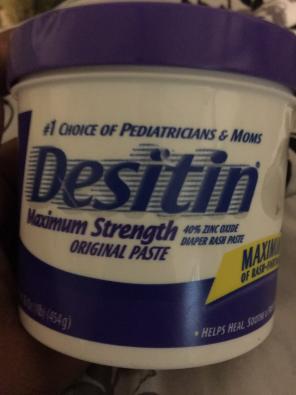 #1 CHOICE OF PEDIATRICIANS & MOMS
Desitin
Maximum Strength
40% ZINC OXIDE
DIAPER RASH PASTE
ORIGINAL PASTE
OF RASH-
(454g)
• HELPS HEAL, SOOTHE